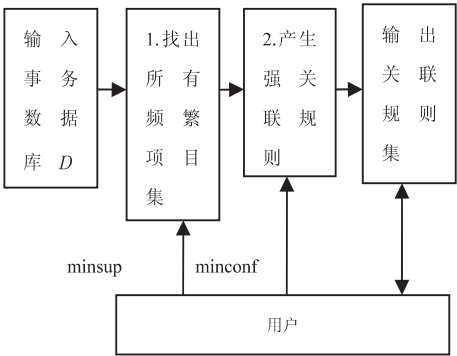 输入
事务
数据
库 D
1.找出
所有
频繁
项目
集
2.产生
强关
联规
则
输出
关联
规则
集
minsup
minconf
用户